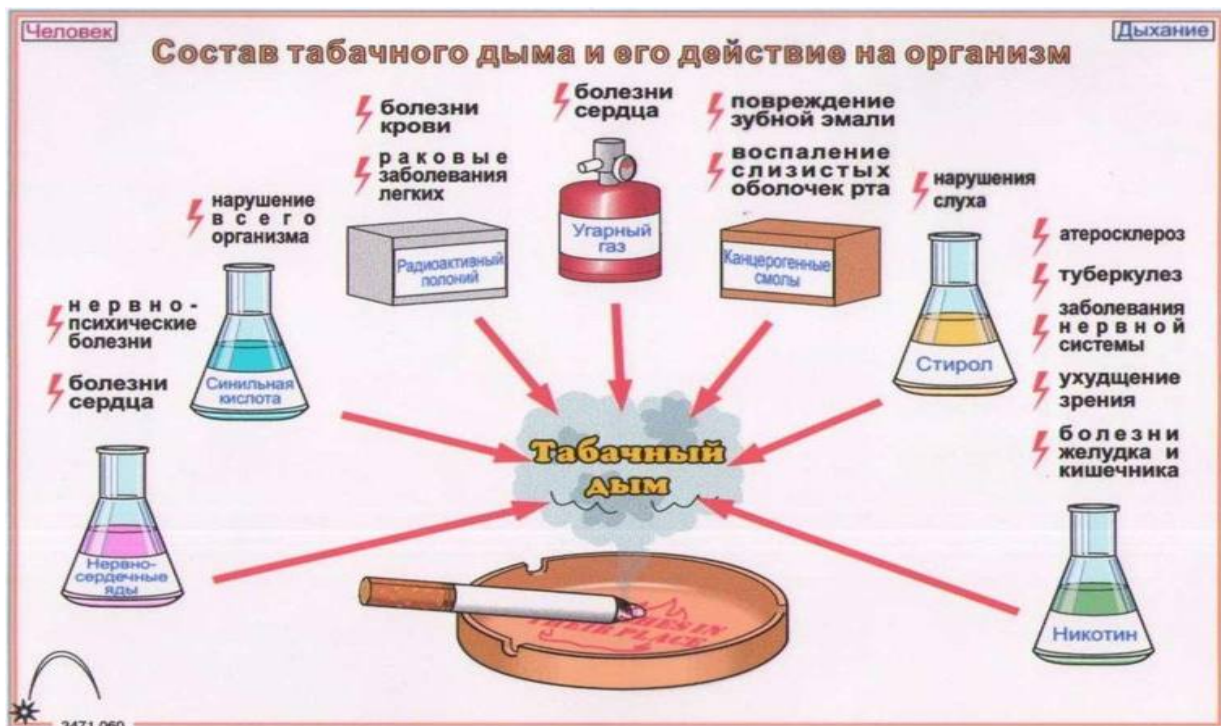 Человек
Дыхание
Состав табачного дыма и его действие на организм
нервно-
психические
болезни
болезни
сердца
Нервно-
сердечные
яды
нарушение
всего
организма
Синильная
кислота
болезни
крови
раковые
заболевания
легких
Радиоактивный
полоний
болезни
сердца
Угарный
газ
повреждение
зубной эмали
воспаление
слизистых
оболочек рта
Канцерогенные
смолы
нарушения
слуха
Стирол
атеросклероз
туберкулез
заболевания
нервной
системы
ухудщение
зрения
болезни
желудка и
кишечника
Никотин
Табачный
дым
IN
THEIR PLACE